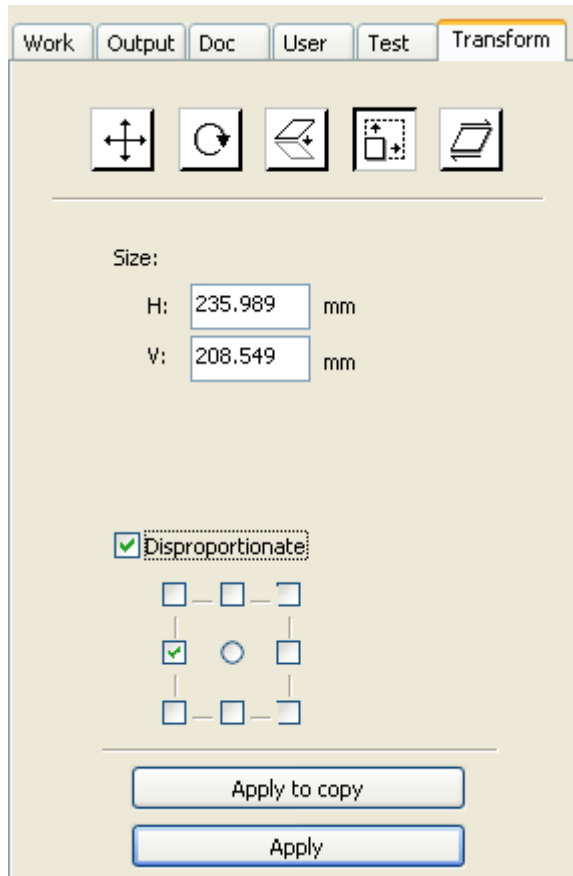 Work Output Doc User Test Transform
Size:
H: 235.989 mm
V: 208.549 mm
Disproportionate
Apply to copy
Apply